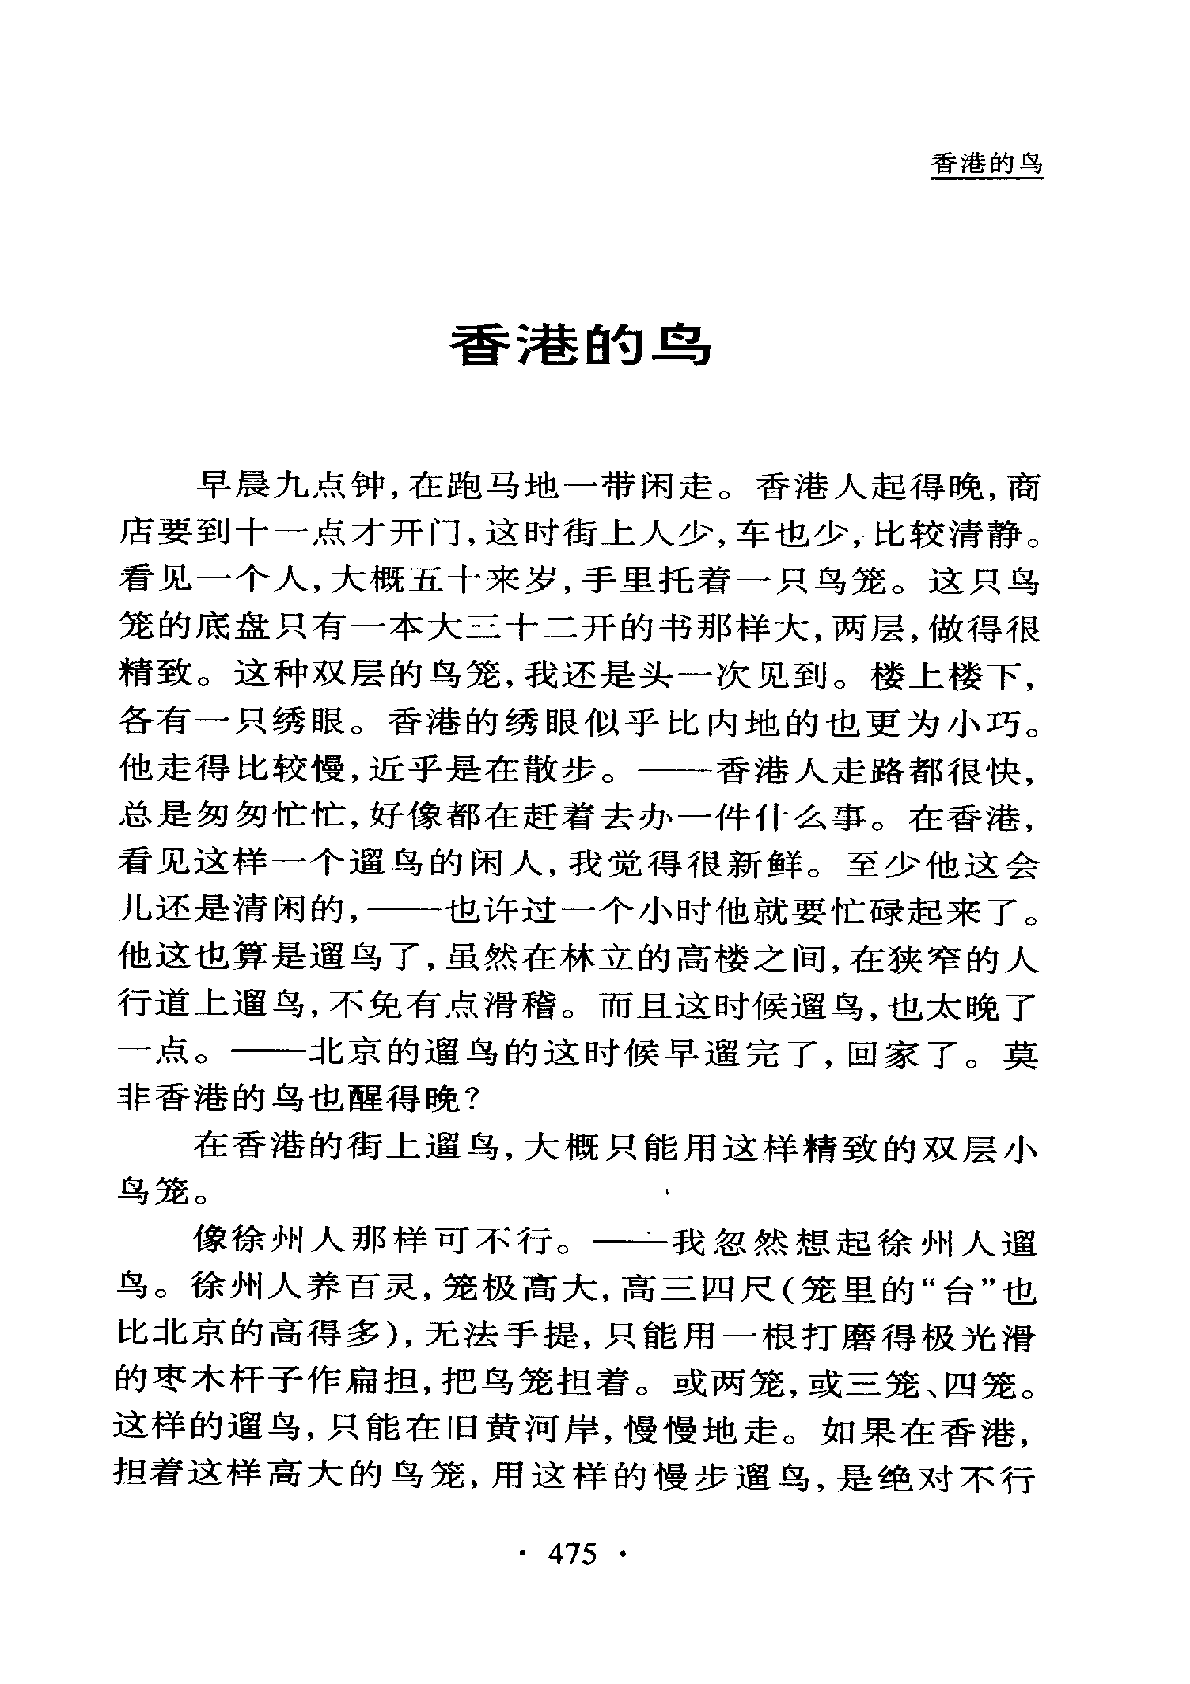 香港的鸟
香港的鸟
早晨九点钟,在跑马地一带闲走。香港人起得晚,商
店要到十一点才开门,这时街上人少,车也少,比较清静。
看见一个人,大概五十来岁,手里托着一只鸟笼。这只鸟
笼的底盘只有一本大三十二开的书那样大,两层,做得很
精致。这种双层的鸟笼,我还是头一次见到。楼上楼下,
各有一只绣眼。香港的绣眼似乎比内地的也更为小巧。
他走得比较慢,近乎是在散步。——香港人走路都很快,
总是匆匆忙忙,好像都在赶着去办一件什么事。在香港,
看见这样一个遛鸟的闲人,我觉得很新鲜。至少他这会
儿还是清闲的,——也许过一个小时他就要忙碌起来了。
他这也算是遛鸟了,虽然在林立的高楼之间,在狭窄的人
行道上遛鸟,不免有点滑稽。而且这时候遛鸟,也太晚了
一点。——北京的遛鸟的这时候早遛完了,回家了。莫
非香港的鸟也醒得晚?
在香港的街上遛鸟,大概只能用这样精致的双层小
鸟笼。
像徐州人那样可不行。——我忽然想起徐州人遛
鸟。徐州人养百灵,笼极高大,高三四尺(笼里的“台”也
比北京的高得多),无法手提,只能用一根打磨得极光滑
的枣木杆子作扁担,把鸟笼担着。或两笼,或三笼、四笼。
这样的遛鸟,只能在旧黄河岸,慢慢地走。如果在香港,
担着这样高大的鸟笼,用这样的慢步遛鸟,是绝对不行
· 475 ·